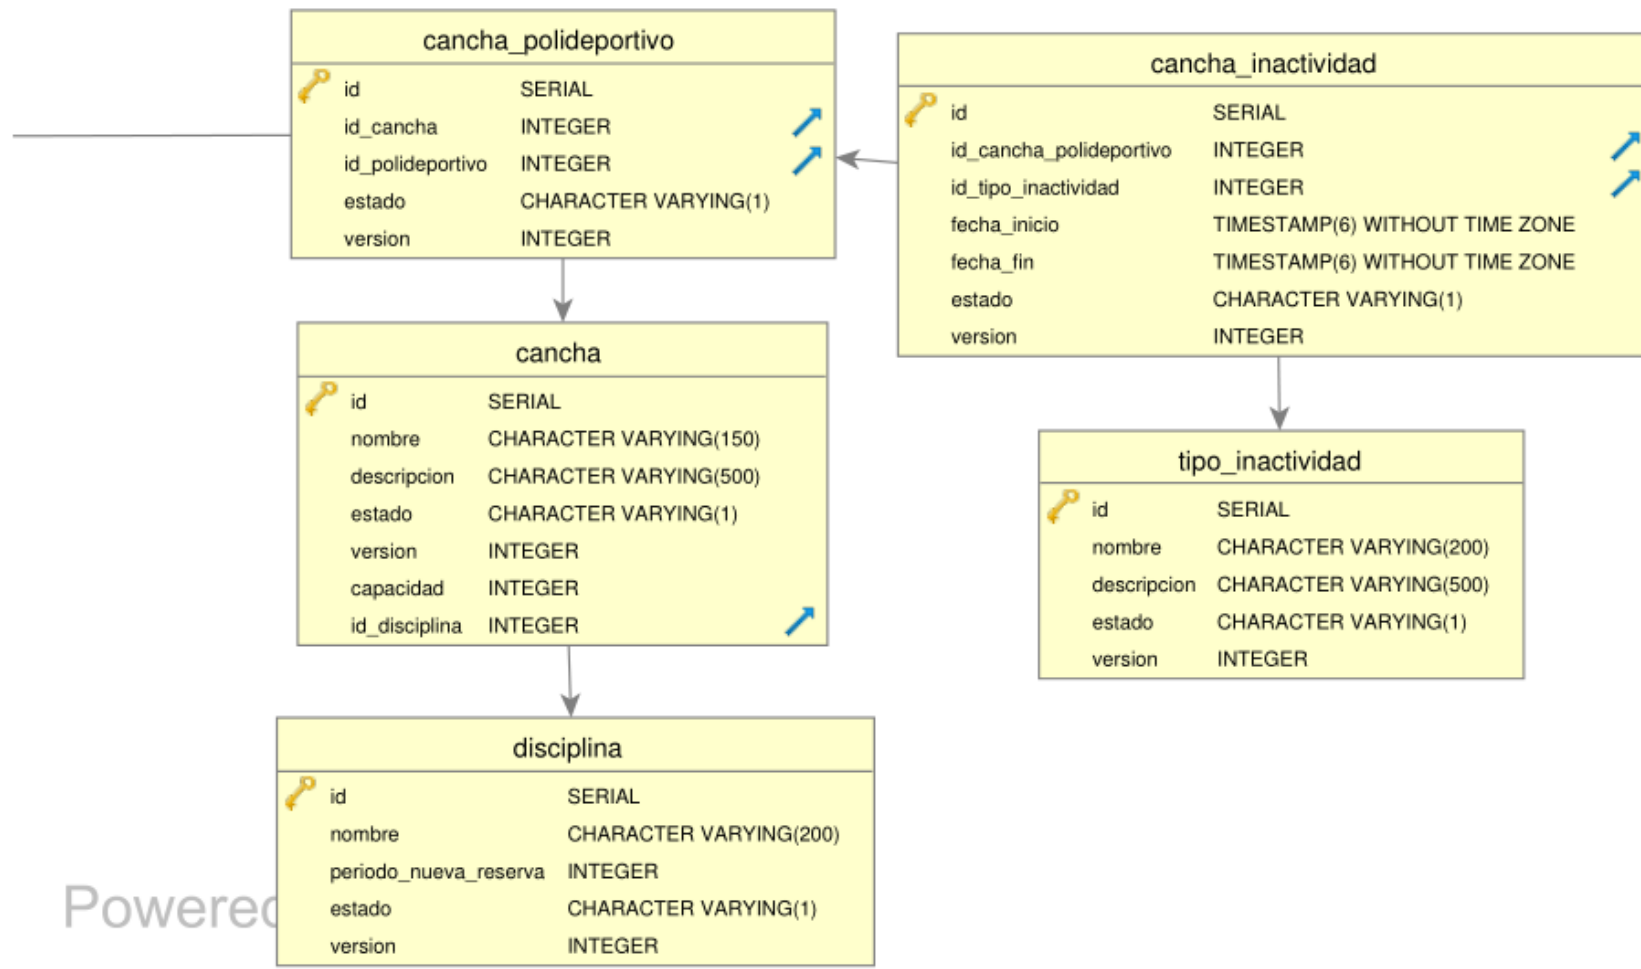 cancha_polideportivo
id SERIAL
id_cancha INTEGER
id_polideportivo INTEGER
estado CHARACTER VARYING(1)
version INTEGER
cancha_inactividad
id SERIAL
id_cancha_polideportivo INTEGER
id_tipo_inactividad INTEGER
fecha_inicio TIMESTAMP(6) WITHOUT TIME ZONE
fecha_fin TIMESTAMP(6) WITHOUT TIME ZONE
estado CHARACTER VARYING(1)
version INTEGER
cancha
id SERIAL
nombre CHARACTER VARYING(150)
descripcion CHARACTER VARYING(500)
estado CHARACTER VARYING(1)
version INTEGER
capacidad INTEGER
id_disciplina INTEGER
tipo_inactividad
id SERIAL
nombre CHARACTER VARYING(200)
descripcion CHARACTER VARYING(500)
estado CHARACTER VARYING(1)
version INTEGER
disciplina
id SERIAL
nombre CHARACTER VARYING(200)
periodo_nueva_reserva INTEGER
estado CHARACTER VARYING(1)
version INTEGER
Powered